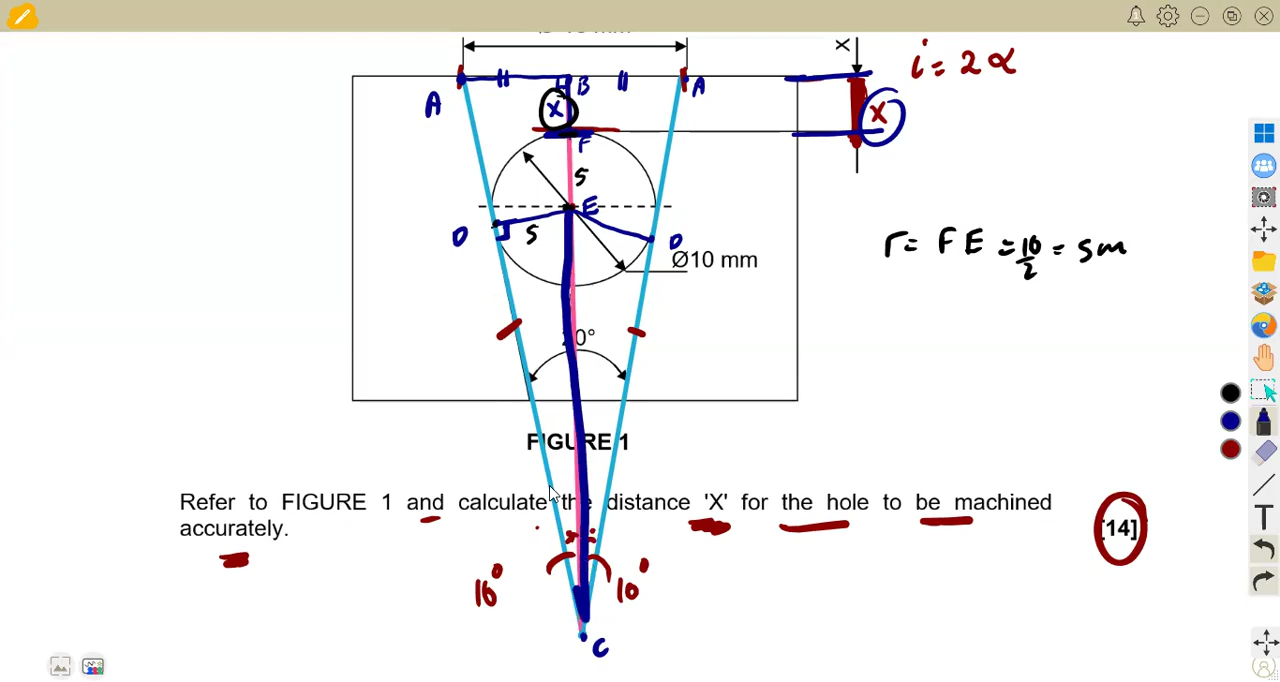 X
i = 2α
A
B
A
X
X
F
5
E
D
5
D
Ø10 mm
r = FE = 10/2 = 5m
20°
FIGURE 1
Refer to FIGURE 1 and calculate the distance 'X' for the hole to be machined
accurately.
[14]
10°
10°
C
T